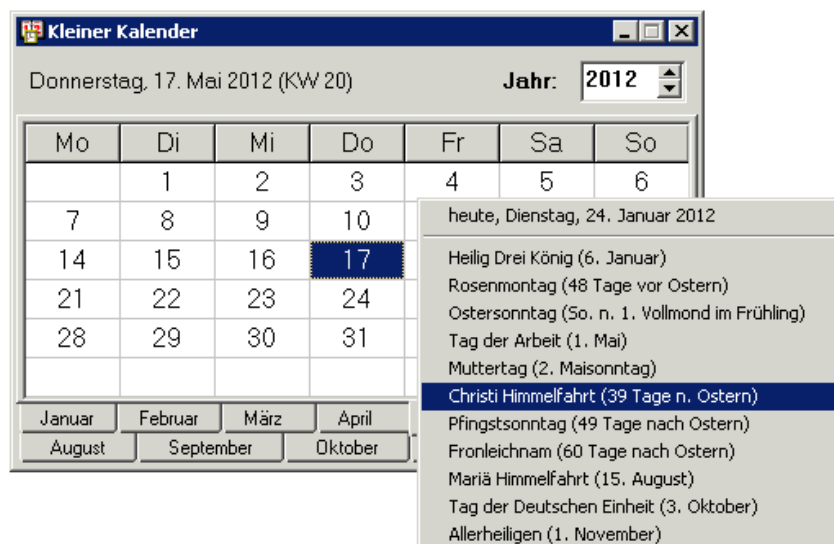 Kleiner Kalender
Donnerstag, 17. Mai 2012 (KW 20) Jahr: 2012
Mo Di Mi Do Fr Sa So
1 2 3 4 5 6
7 8 9 10
14 15 16 17
21 22 23 24
28 29 30 31
Januar Februar März April
August September Oktober
heute, Dienstag, 24. Januar 2012
Heilig Drei König (6. Januar)
Rosenmontag (48 Tage vor Ostern)
Ostersonntag (So. n. 1. Vollmond im Frühling)
Tag der Arbeit (1. Mai)
Muttertag (2. Maisonntag)
Christi Himmelfahrt (39 Tage n. Ostern)
Pfingstsonntag (49 Tage nach Ostern)
Fronleichnam (60 Tage nach Ostern)
Mariä Himmelfahrt (15. August)
Tag der Deutschen Einheit (3. Oktober)
Allerheiligen (1. November)